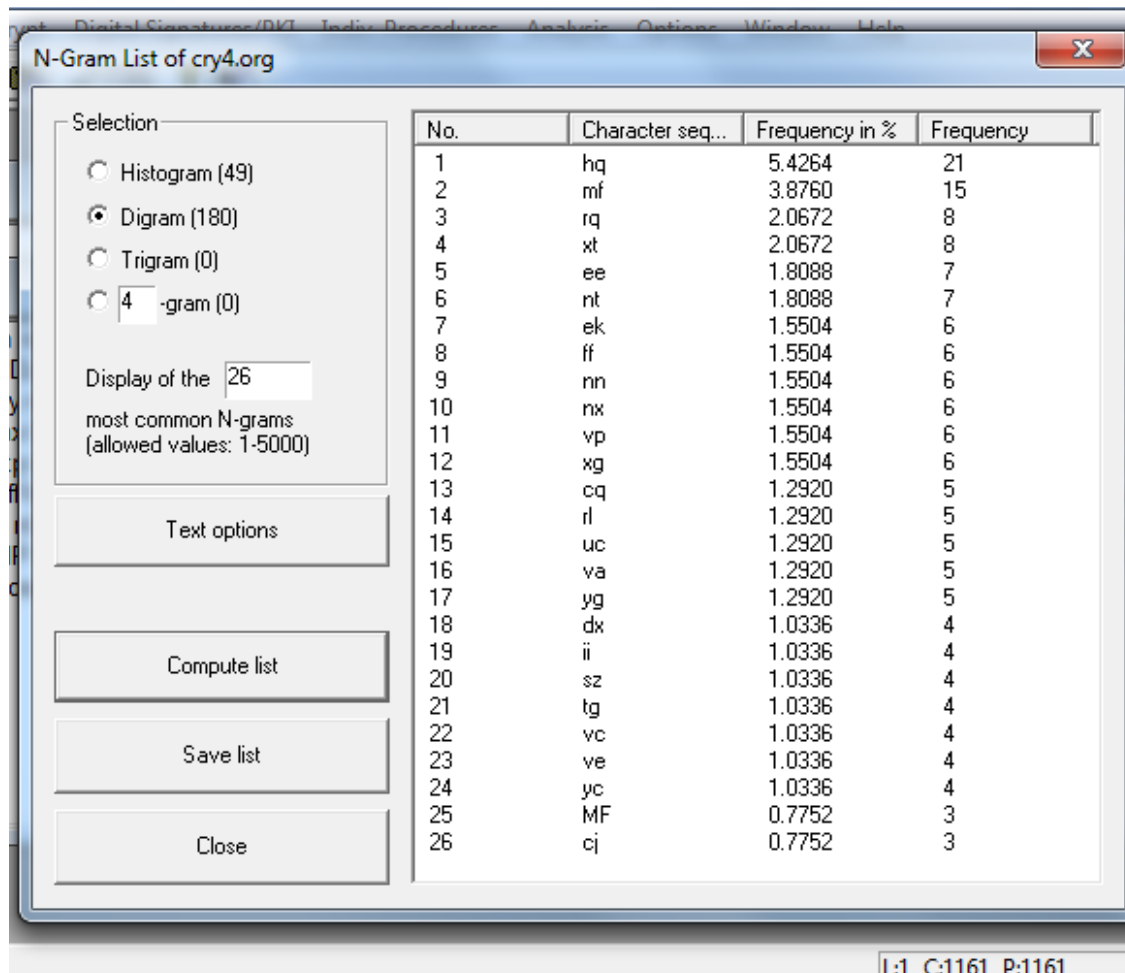 Digital Signatures/PKI Indiv. Procedures Analysis Options Window Help
N-Gram List of cry4.org
Selection
Histogram (49)
Digram (180)
Trigram (0)
4 -gram (0)
Display of the 26
most common N-grams
(allowed values: 1-5000)
Text options
Compute list
Save list
Close
No. Character seq... Frequency in % Frequency
1 hq 5.4264 21
2 mf 3.8760 15
3 rq 2.0672 8
4 xt 2.0672 8
5 ee 1.8088 7
6 nt 1.8088 7
7 ek 1.5504 6
8 ff 1.5504 6
9 nn 1.5504 6
10 nx 1.5504 6
11 vp 1.5504 6
12 xg 1.5504 6
13 cq 1.2920 5
14 rl 1.2920 5
15 uc 1.2920 5
16 va 1.2920 5
17 yg 1.2920 5
18 dx 1.0336 4
19 ii 1.0336 4
20 sz 1.0336 4
21 tg 1.0336 4
22 vc 1.0336 4
23 ve 1.0336 4
24 yc 1.0336 4
25 MF 0.7752 3
26 cj 0.7752 3
L:1 C:1161 P:1161